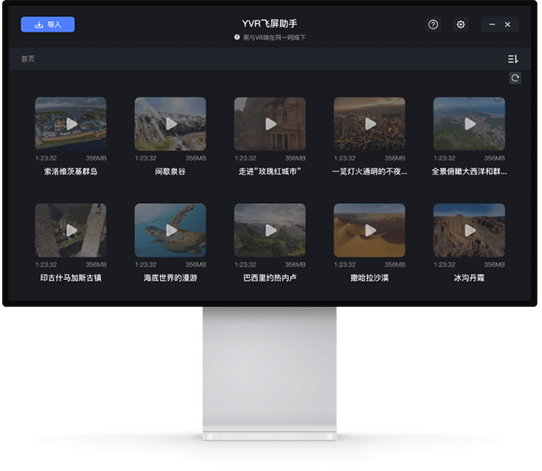 导入
YVR飞屏助手
需与VR端在同一网络下
首页
1:23:32 356MB
1:23:32 356MB
1:23:32 356MB
1:23:32 356MB
1:23:32 356MB
索洛维茨基群岛
间歇泉谷
走进"玫瑰红城市"
一览灯火通明的不夜...
全景俯瞰大西洋和群...
1:23:32 356MB
1:23:32 356MB
1:23:32 356MB
1:23:32 356MB
1:23:32 356MB
印古什马加斯古镇
海底世界的漫游
巴西里约热内卢
撒哈拉沙漠
冰沟丹霞